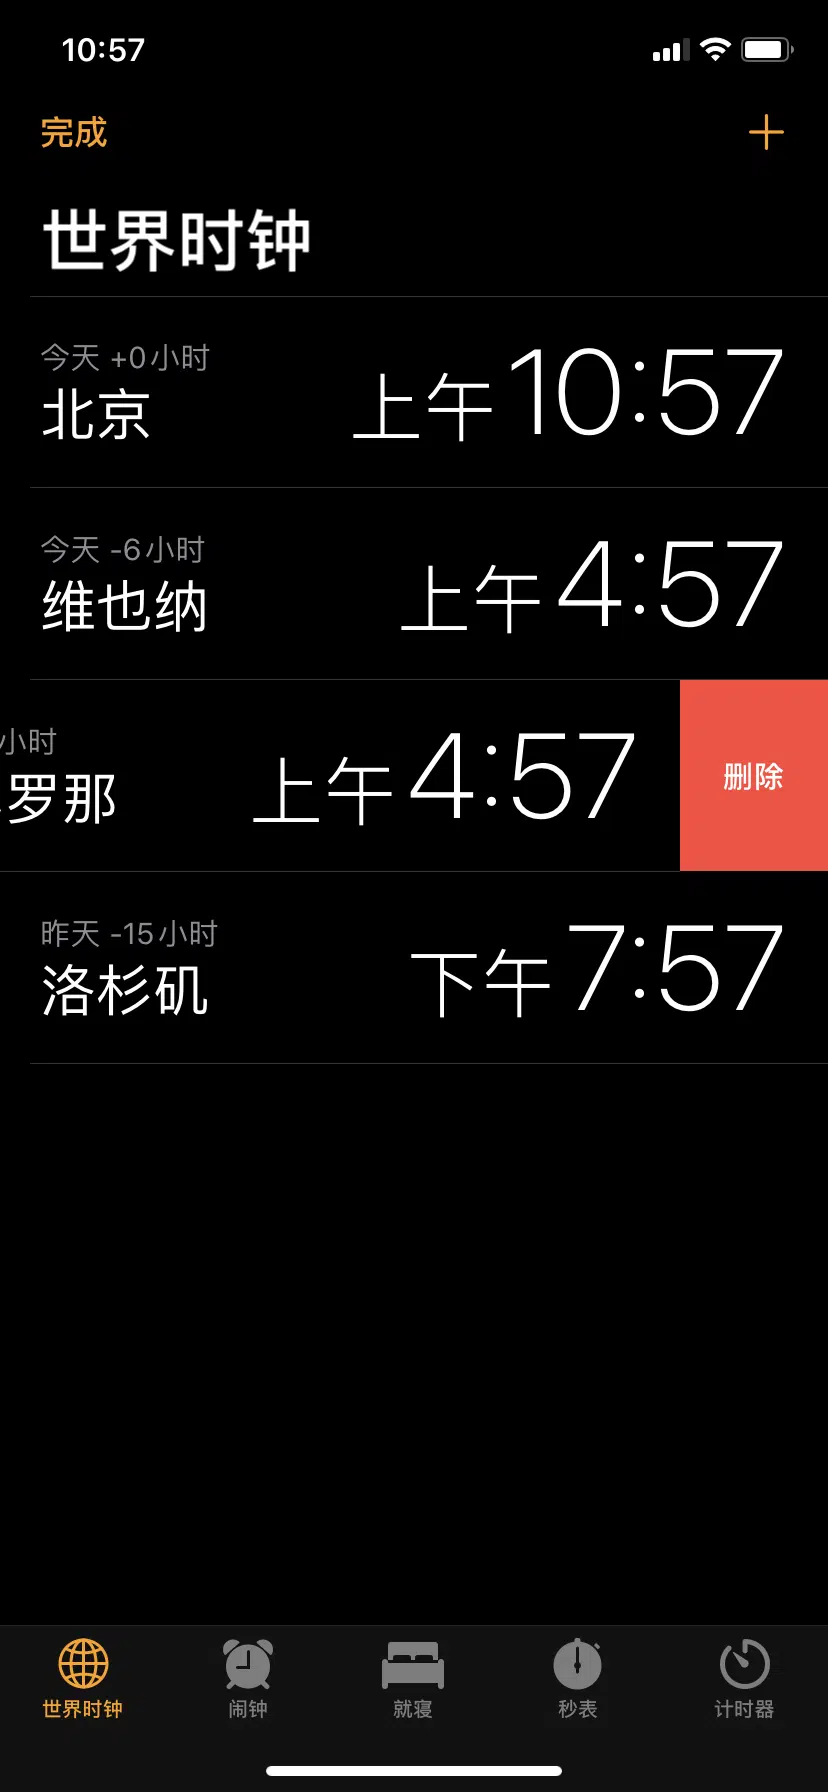 10:57
完成
世界时钟
今天 +0小时
北京
上午10:57
今天 -6小时
维也纳
上午4:57
小时
罗那
上午4:57
删除
昨天 -15小时
洛杉矶
下午7:57
世界时钟
闹钟
就寝
秒表
计时器